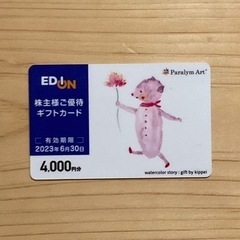 EDION
株主様ご優待
ギフトカード
有効期限
2023年6月30日
4,000円分
Paralym Art®
watercolor story : gift by kippei